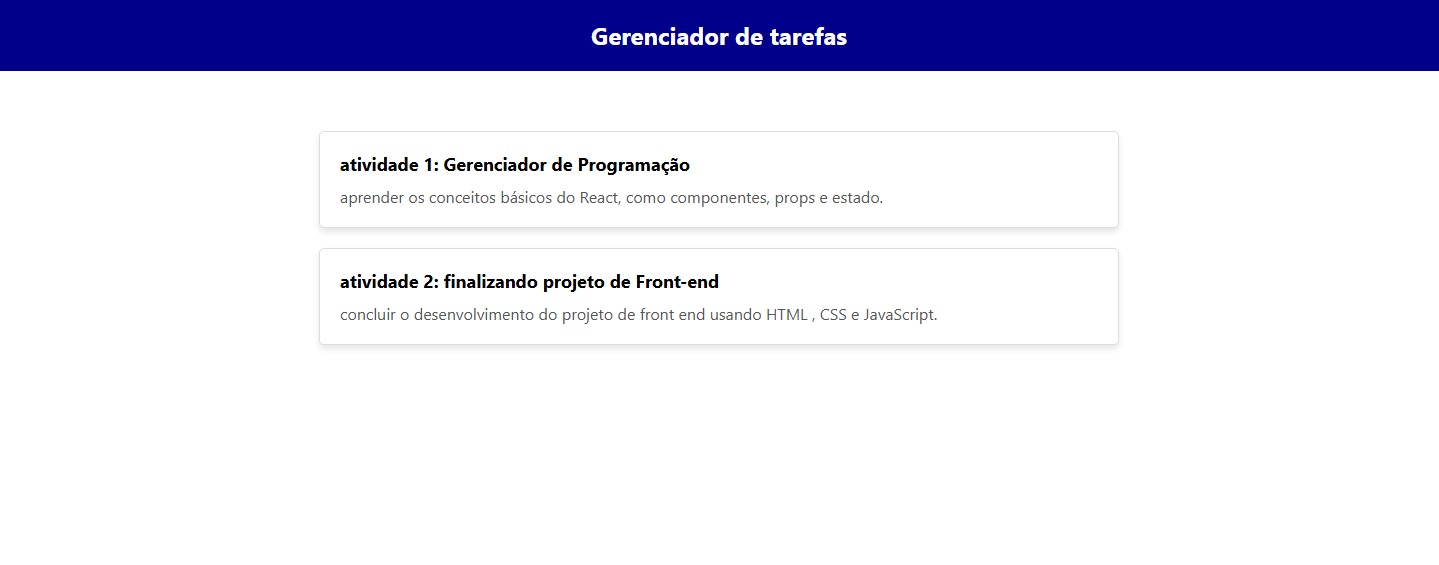 Gerenciador de tarefas
atividade 1: Gerenciador de Programação
aprender os conceitos básicos do React, como componentes, props e estado.
atividade 2: finalizando projeto de Front-end
concluir o desenvolvimento do projeto de front end usando HTML , CSS e JavaScript.